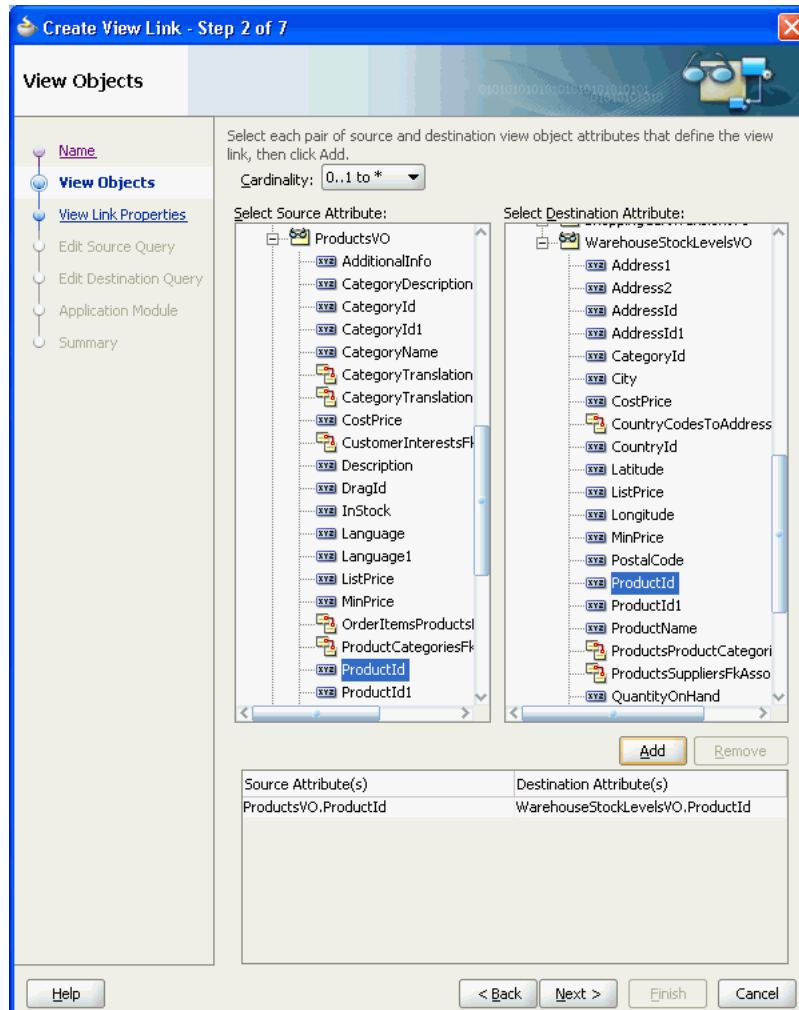 Create View Link - Step 2 of 7
View Objects
Name
View Objects
View Link Properties
Edit Source Query
Edit Destination Query
Application Module
Summary
Select each pair of source and destination view object attributes that define the view
link, then click Add.
Cardinality: 0..1 to *
Select Source Attribute:
ProductsVO
AdditionalInfo
CategoryDescription
CategoryId
CategoryId1
CategoryName
CategoryTranslation
CategoryTranslation
CostPrice
CustomerInterestsFk
Description
DragId
InStock
Language
Language1
ListPrice
MinPrice
OrderItemsProducts
ProductCategoriesFk
ProductId
ProductId1
Select Destination Attribute:
WarehouseStockLevelsVO
Address1
Address2
AddressId
AddressId1
CategoryId
City
CostPrice
CountryCodesToAddress
CountryId
Latitude
ListPrice
Longitude
MinPrice
PostalCode
ProductId
ProductId1
ProductName
ProductsProductCategori
ProductsSuppliersFkAsso
QuantityOnHand
Add Remove
Source Attribute(s) Destination Attribute(s)
ProductsVO.ProductId WarehouseStockLevelsVO.ProductId
Help < Back Next > Finish Cancel